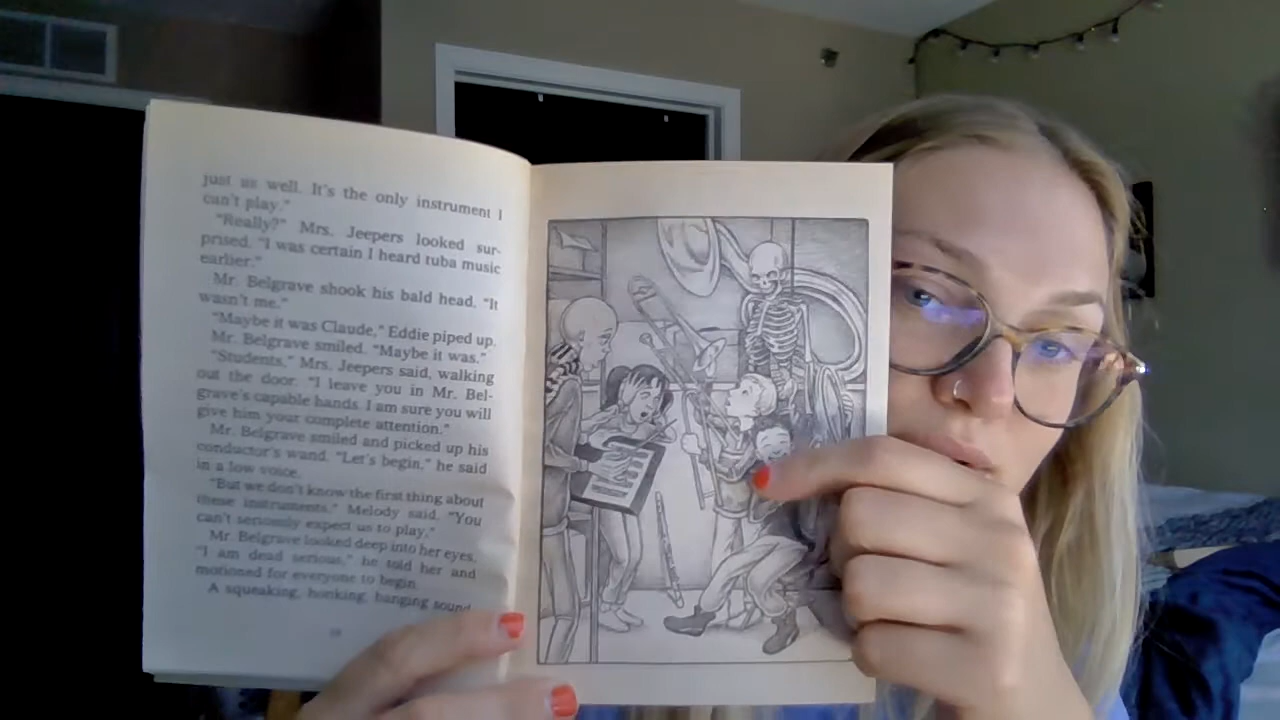 just as well. It's the only instrument I
can't play."
"Really?" Mrs. Jeepers looked sur-
prised. "I was certain I heard tuba music
earlier."
Mr. Belgrave shook his bald head. "It
wasn't me."
"Maybe it was Claude," Eddie piped up.
Mr. Belgrave smiled. "Maybe it was."
"Students," Mrs. Jeepers said, walking
out the door. "I leave you in Mr. Bel-
grave's capable hands. I am sure you will
give him your complete attention."
Mr. Belgrave smiled and picked up his
conductor's wand. "Let's begin," he said
in a low voice.
"But we don't know the first thing about
these instruments," Melody said. "You
can't seriously expect us to play."
Mr. Belgrave looked deep into her eyes.
"I am dead serious," he told her and
motioned for everyone to begin.
A squeaking, honking, banging sound